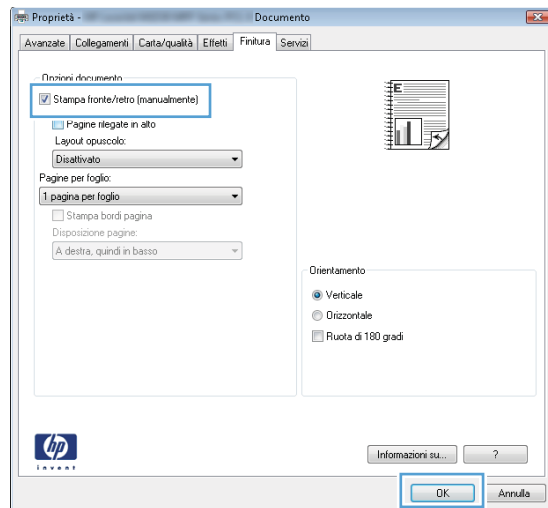 Proprietà - Documento
Avanzate Collegamenti Carta/qualità Effetti Finitura Servizi
Opzioni documento
Stampa fronte/retro (manualmente)
Pagine rilegate in alto
Layout opuscolo:
Disattivato
Pagine per foglio:
1 pagina per foglio
Stampa bordi pagina
Disposizione pagine:
A destra, quindi in basso
E
Orientamento
Verticale
Orizzontale
Ruota di 180 gradi
hp
invent
Informazioni su... ?
OK Annulla